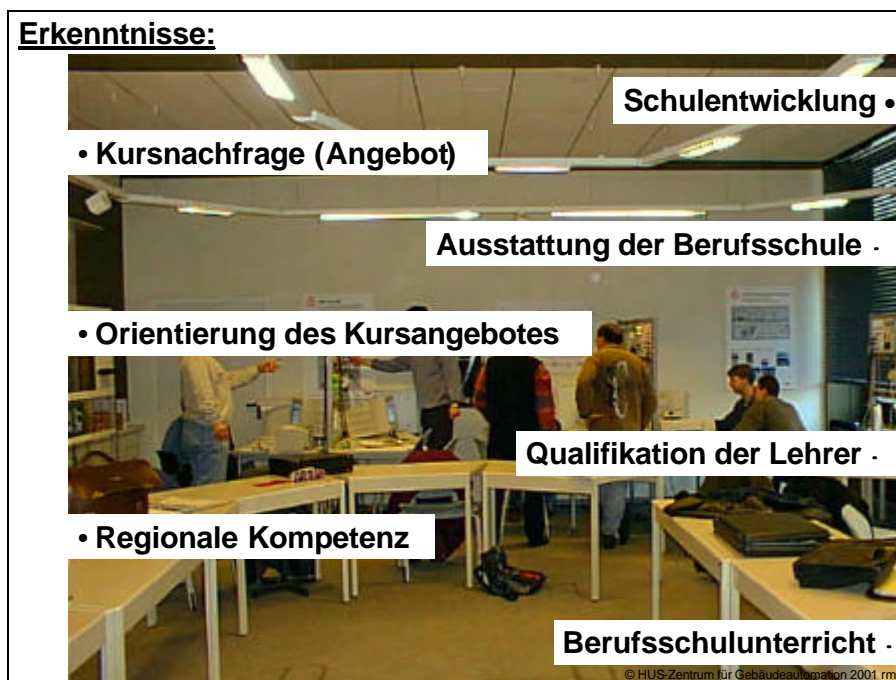 Erkenntnisse:
Schulentwicklung •
• Kursnachfrage (Angebot)
Ausstattung der Berufsschule -
• Orientierung des Kursangebotes
Qualifikation der Lehrer -
• Regionale Kompetenz
Berufsschulunterricht -
© HUS-Zentrum für Gebäudeautomation 2001 rm